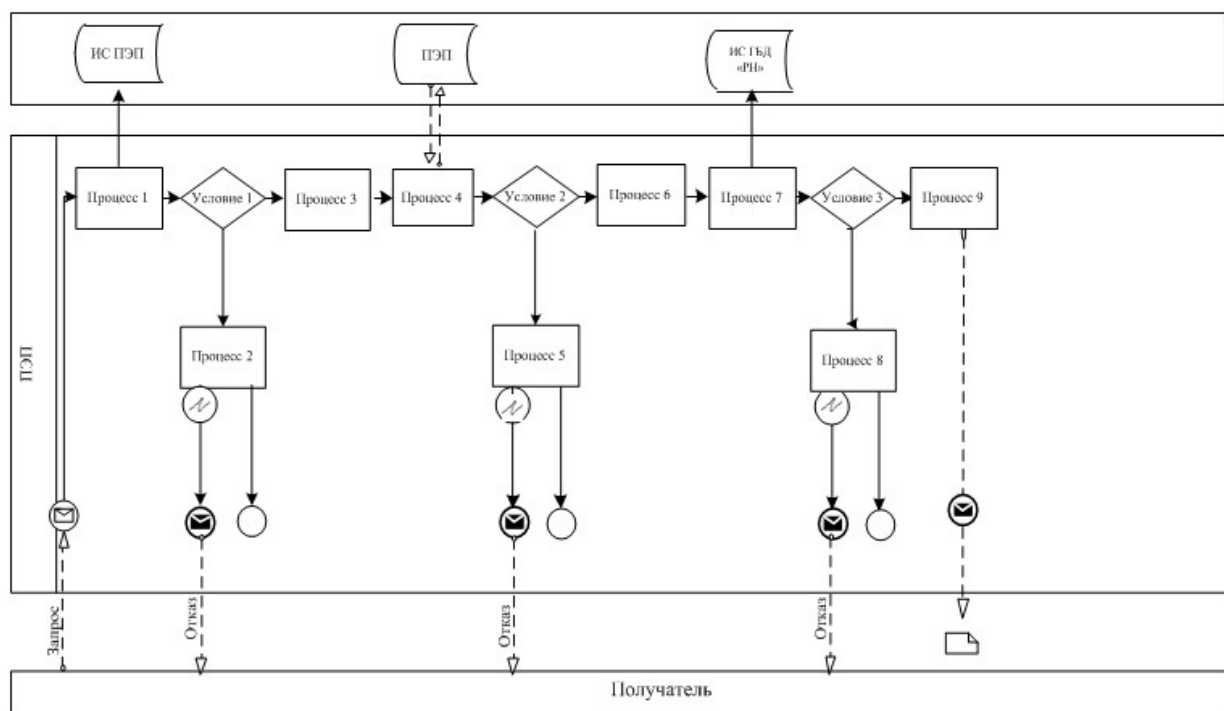 ИС ПЭП
ПЭП
ИС ГБД
«РН»
Процесс 1
Условие 1
Процесс 3
Процесс 4
Условие 2
Процесс 6
Процесс 7
Условие 3
Процесс 9
ПЭП
Процесс 2
Процесс 5
Процесс 8
Запрос
Отказ
Отказ
Отказ
Получатель